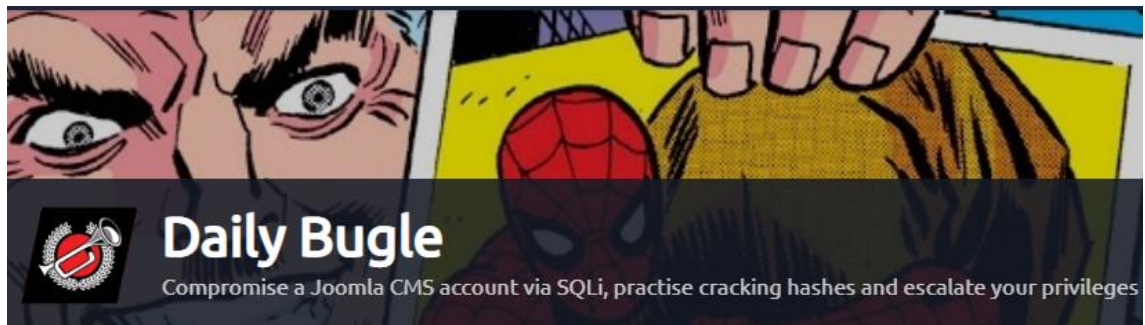 Daily Bugle
Compromise a Joomla CMS account via SQLi, practise cracking hashes and escalate your privileges